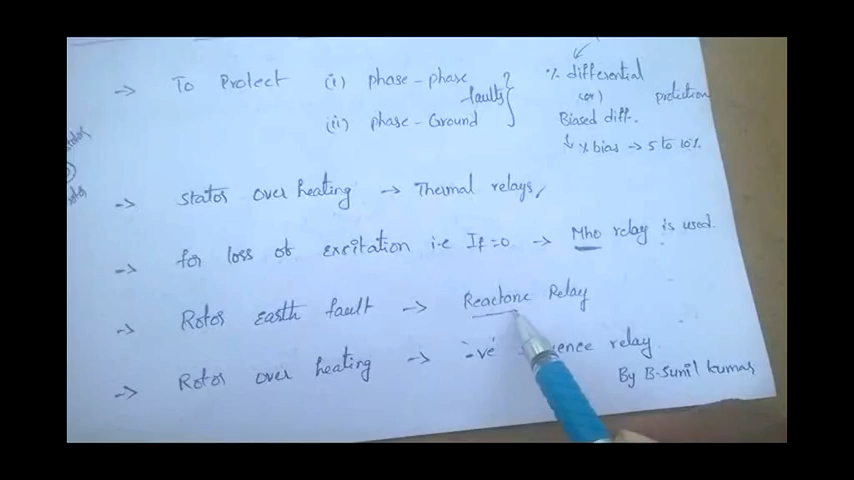 → To Protect (i) phase-phase
faults
(ii) phase-Ground
% differential
(or) protection
Biased diff.
↓ % bias → 5 to 10%
→ Stator over heating → Thermal relays,
→ for loss of excitation i.e If=0 → Mho relay is used.
→ Rotor earth fault → Reactanc Relay
→ Rotor over heating → -ve relay
By B-Sunil kumar